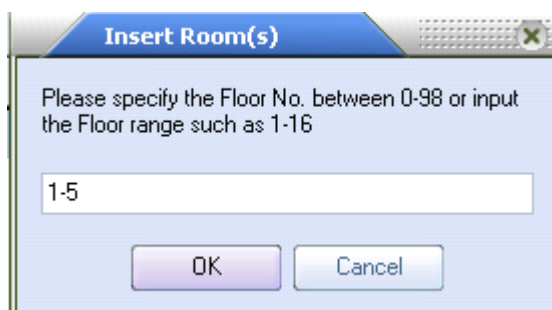 Insert Room(s)
Please specify the Floor No. between 0-98 or input
the Floor range such as 1-16
1-5
OK Cancel